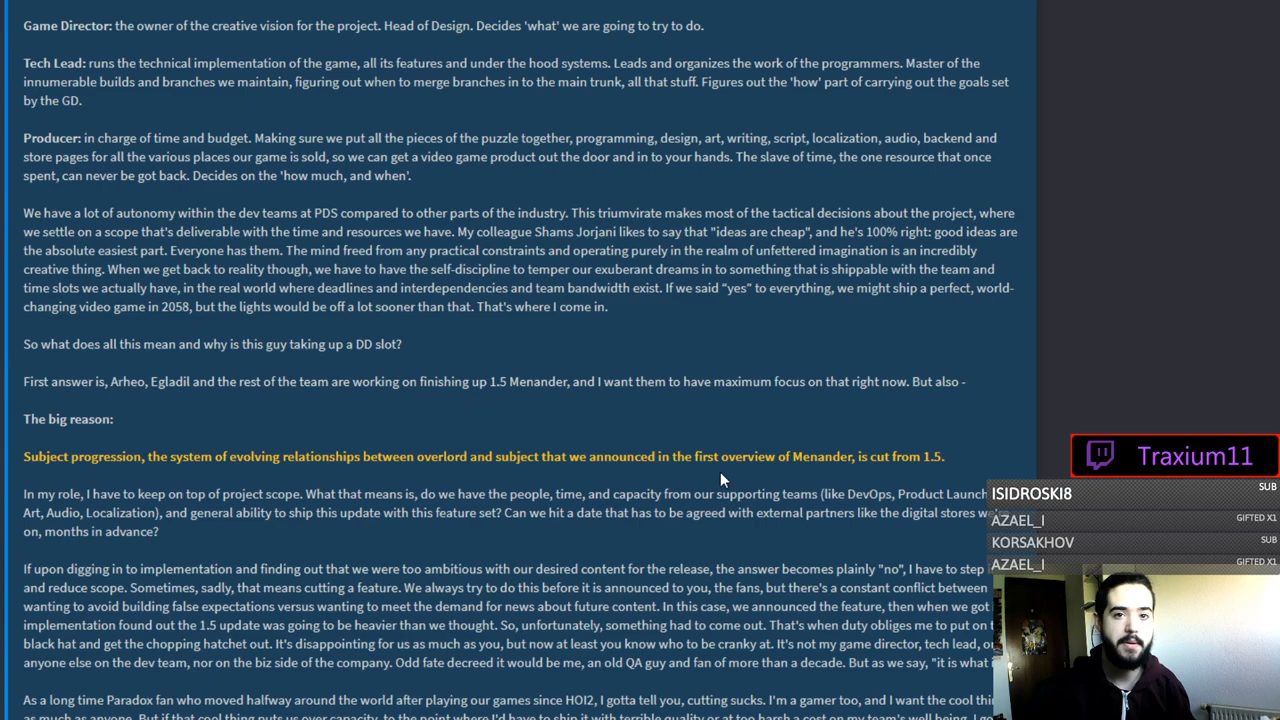 Game Director: the owner of the creative vision for the project. Head of Design. Decides 'what' we are going to try to do.
Tech Lead: runs the technical implementation of the game, all its features and under the hood systems. Leads and organizes the work of the programmers. Master of the
innumerable builds and branches we maintain, figuring out when to merge branches in to the main trunk, all that stuff. Figures out the 'how' part of carrying out the goals set
by the GD.
Producer: in charge of time and budget. Making sure we put all the pieces of the puzzle together, programming, design, art, writing, script, localization, audio, backend and
store pages for all the various places our game is sold, so we can get a video game product out the door and in to your hands. The slave of time, the one resource that once
spent, can never be got back. Decides on the 'how much, and when'.
We have a lot of autonomy within the dev teams at PDS compared to other parts of the industry. This triumvirate makes most of the tactical decisions about the project, where
we settle on a scope that's deliverable with the time and resources we have. My colleague Shams Jorjani likes to say that "ideas are cheap", and he's 100% right: good ideas are
the absolute easiest part. Everyone has them. The mind freed from any practical constraints and operating purely in the realm of unfettered imagination is an incredibly
creative thing. When we get back to reality though, we have to have the self-discipline to temper our exuberant dreams in to something that is shippable with the team and
time slots we actually have, in the real world where deadlines and interdependencies and team bandwidth exist. If we said “yes” to everything, we might ship a perfect, world-
changing video game in 2058, but the lights would be off a lot sooner than that. That's where I come in.
So what does all this mean and why is this guy taking up a DD slot?
First answer is, Arheo, Egladil and the rest of the team are working on finishing up 1.5 Menander, and I want them to have maximum focus on that right now. But also -
The big reason:
Subject progression, the system of evolving relationships between overlord and subject that we announced in the first overview of Menander, is cut from 1.5.
In my role, I have to keep on top of project scope. What that means is, do we have the people, time, and capacity from our supporting teams (like DevOps, Product Launch
Art, Audio, Localization), and general ability to ship this update with this feature set? Can we hit a date that has to be agreed with external partners like the digital stores
on, months in advance?
If upon digging in to implementation and finding out that we were too ambitious with our desired content for the release, the answer becomes plainly "no", I have to step
and reduce scope. Sometimes, sadly, that means cutting a feature. We always try to do this before it is announced to you, the fans, but there's a constant conflict between
wanting to avoid building false expectations versus wanting to meet the demand for news about future content. In this case, we announced the feature, then when we got
implementation found out the 1.5 update was going to be heavier than we thought. So, unfortunately, something had to come out. That's when duty obliges me to put on
black hat and get the chopping hatchet out. It's disappointing for us as much as you, but now at least you know who to be cranky at. It's not my game director, tech lead,
anyone else on the dev team, nor on the biz side of the company. Odd fate decreed it would be me, an old QA guy and fan of more than a decade. But as we say, "it is what
As a long time Paradox fan who moved halfway around the world after playing our games since HOI2, I gotta tell you, cutting sucks. I'm a gamer too, and I want the cool
as much as anyone. But if that cool thing puts us over capacity, to the point where I'd have to ship it with terrible quality or at too harsh a cost on my team's well being, I
Traxium11
ISIDROSKI8 SUB
AZAEL_I GIFTED X1
KORSAKHOV SUB
AZAEL_I GIFTED X1